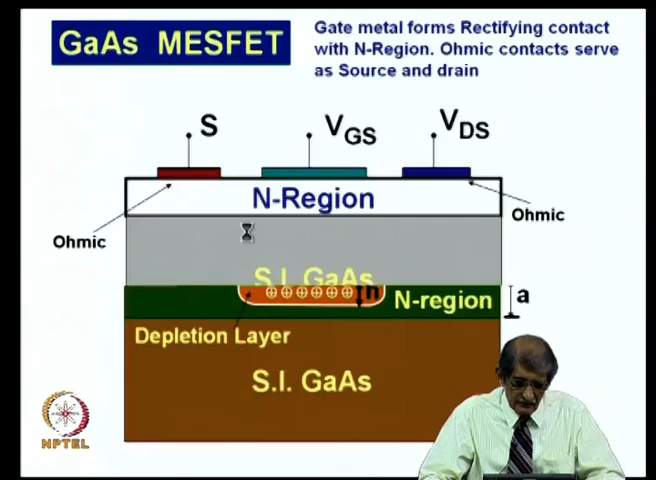 GaAs MESFET
Gate metal forms Rectifying contact
with N-Region. Ohmic contacts serve
as Source and drain
S
VGS
VDS
N-Region
Ohmic
Ohmic
S.I. GaAs
⊕⊕⊕⊕⊕⊕
h
N-region
a
Depletion Layer
S.I. GaAs
NPTEL